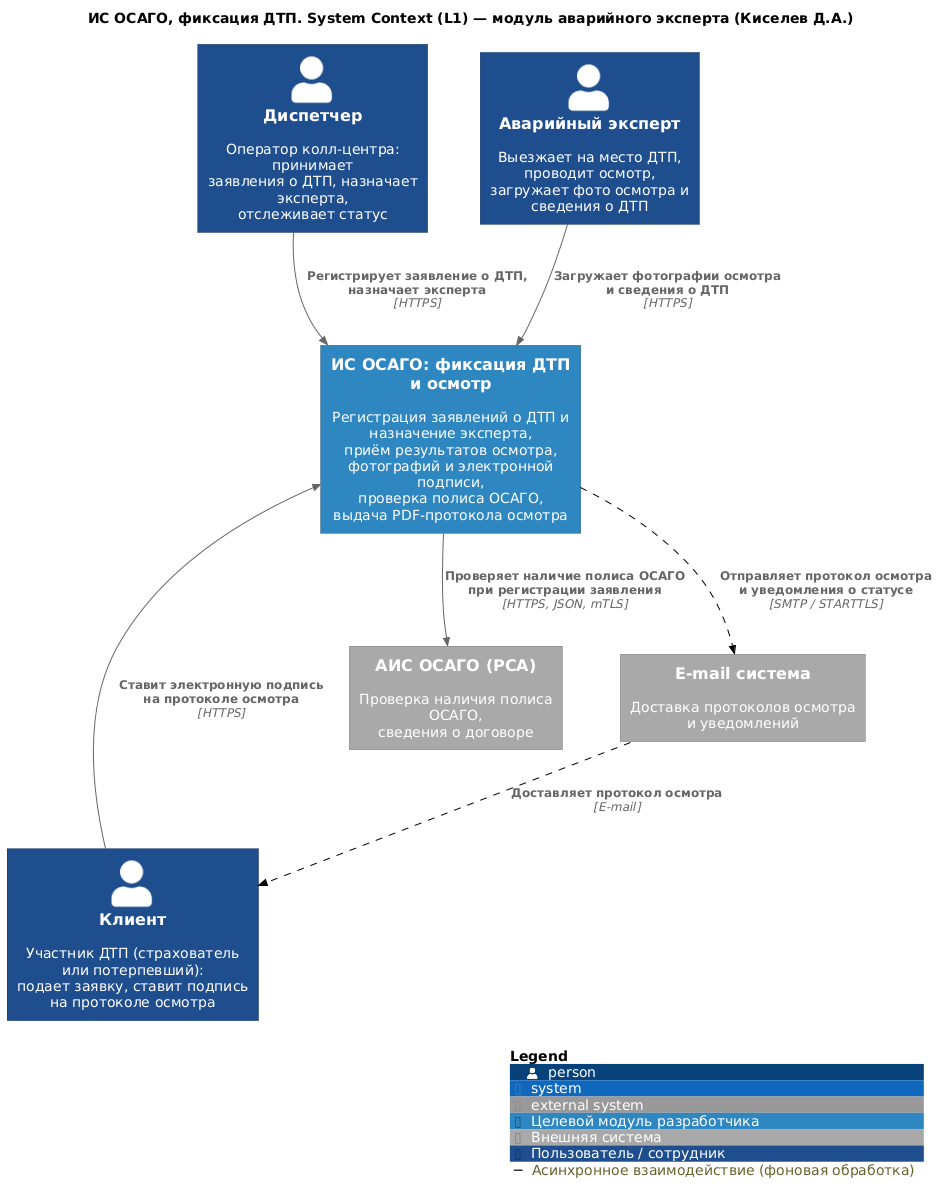 ИС ОСАГО, фиксация ДТП. System Context (L1) — модуль аварийного эксперта (Киселев Д.А.)
Диспетчер
Оператор колл-центра:
принимает
заявления о ДТП, назначает
эксперта,
отслеживает статус
Аварийный эксперт
Выезжает на место ДТП,
проводит осмотр,
загружает фото осмотра и
сведения о ДТП
Регистрирует заявление о ДТП,
назначает эксперта
[HTTPS]
Загружает фотографии осмотра
и сведения о ДТП
[HTTPS]
ИС ОСАГО: фиксация ДТП
и осмотр
Регистрация заявлений о ДТП и
назначение эксперта,
приём результатов осмотра,
фотографий и электронной
подписи,
проверка полиса ОСАГО,
выдача PDF-протокола осмотра
Проверяет наличие полиса ОСАГО
при регистрации заявления
[HTTPS, JSON, mTLS]
Отправляет протокол осмотра
и уведомления о статусе
[SMTP / STARTTLS]
АИС ОСАГО (РСА)
Проверка наличия полиса
ОСАГО,
сведения о договоре
E-mail система
Доставка протоколов осмотра
и уведомлений
Ставит электронную подпись
на протоколе осмотра
[HTTPS]
Доставляет протокол осмотра
[E-mail]
Клиент
Участник ДТП (страхователь
или потерпевший):
подает заявку, ставит подпись
на протоколе осмотра
Legend
person
system
external system
Целевой модуль разработчика
Внешняя система
Пользователь / сотрудник
Асинхронное взаимодействие (фоновая обработка)